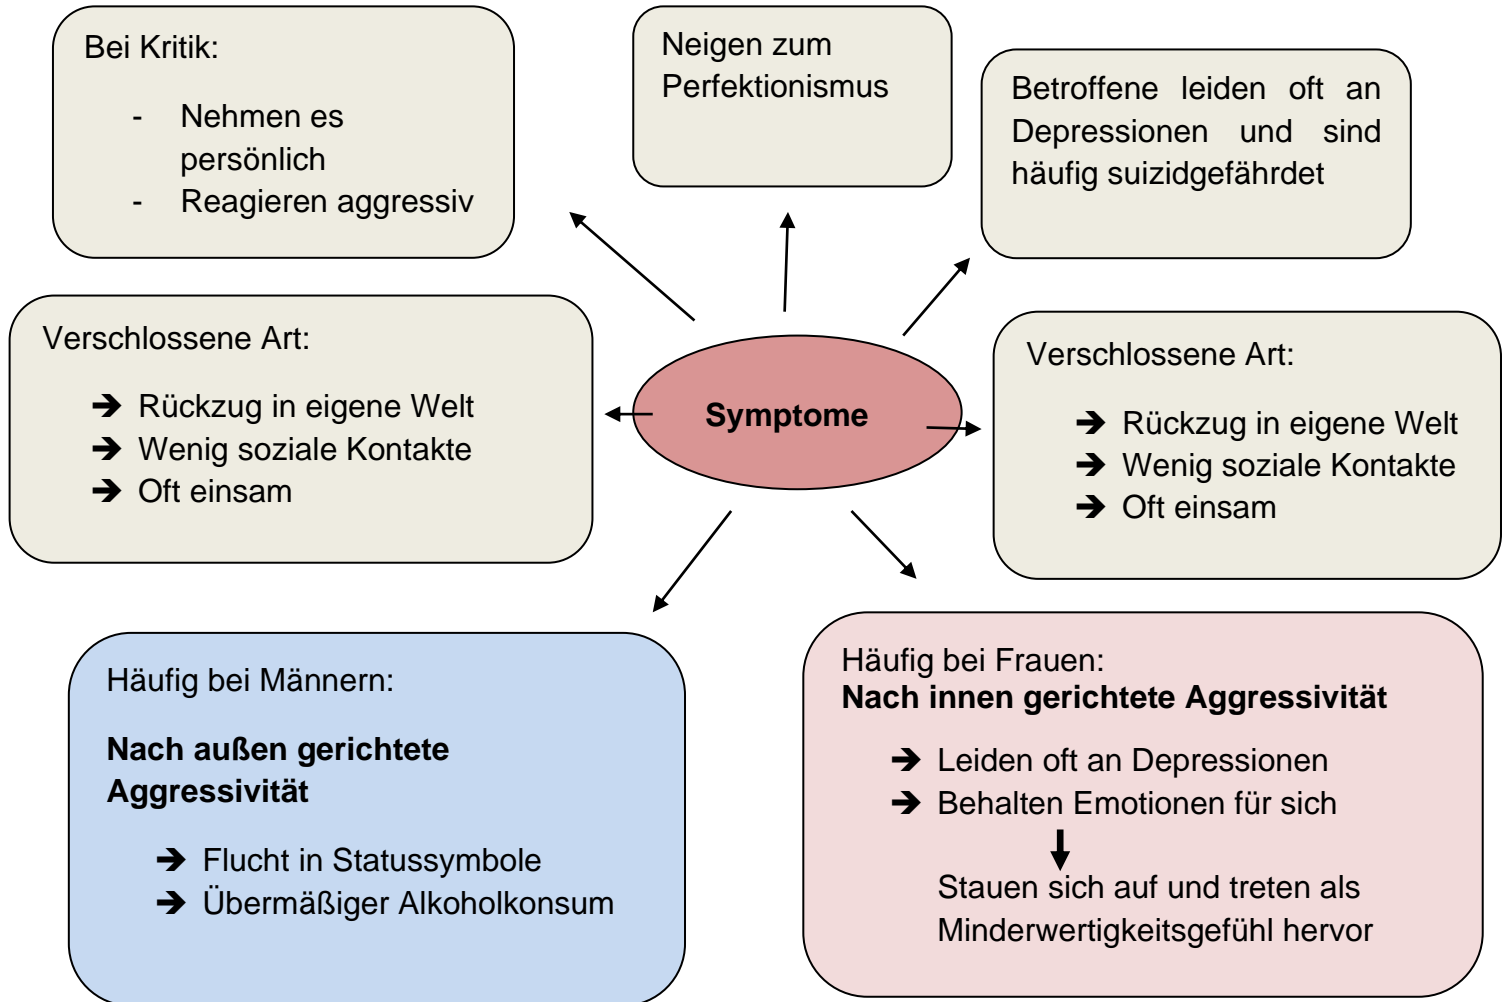 Bei Kritik:
- Nehmen es
persönlich
- Reagieren aggressiv
Neigen zum
Perfektionismus
Betroffene leiden oft an
Depressionen und sind
häufig suizidgefährdet
Verschlossene Art:
➔ Rückzug in eigene Welt
➔ Wenig soziale Kontakte
➔ Oft einsam
Symptome
Verschlossene Art:
➔ Rückzug in eigene Welt
➔ Wenig soziale Kontakte
➔ Oft einsam
Häufig bei Männern:
Nach außen gerichtete
Aggressivität
➔ Flucht in Statussymbole
➔ Übermäßiger Alkoholkonsum
Häufig bei Frauen:
Nach innen gerichtete Aggressivität
➔ Leiden oft an Depressionen
➔ Behalten Emotionen für sich
Stauen sich auf und treten als
Minderwertigkeitsgefühl hervor